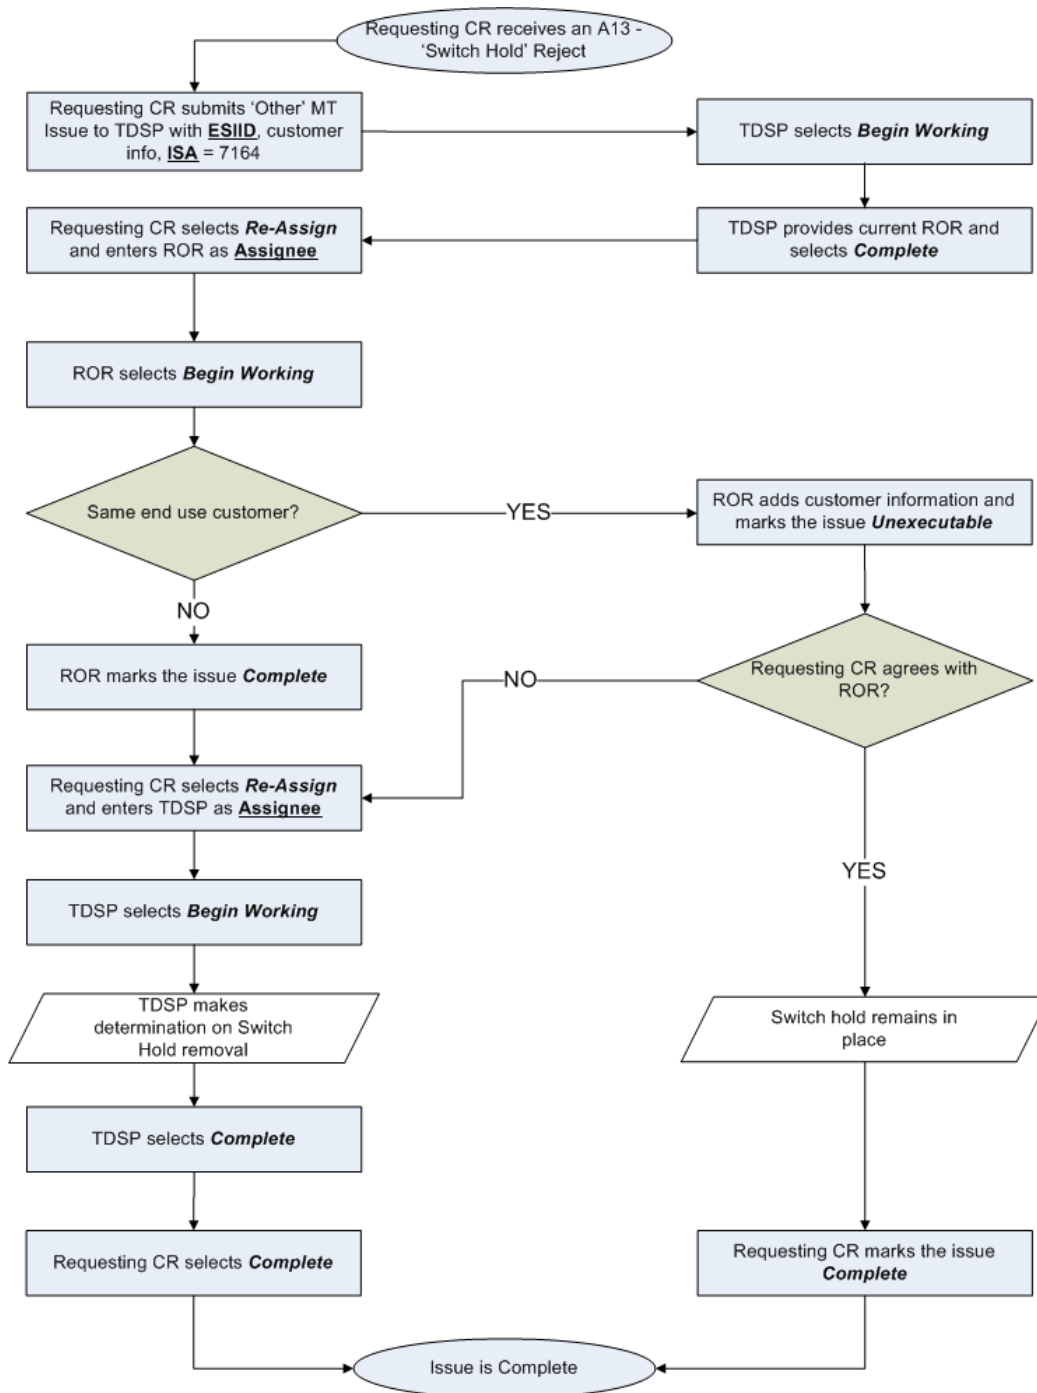 Requesting CR receives an A13 -
‘Switch Hold’ Reject
Requesting CR submits ‘Other’ MT
Issue to TDSP with ESIID, customer
info, ISA = 7164
TDSP selects Begin Working
Requesting CR selects Re-Assign
and enters ROR as Assignee
TDSP provides current ROR and
selects Complete
ROR selects Begin Working
Same end use customer?
YES
ROR adds customer information and
marks the issue Unexecutable
NO
ROR marks the issue Complete
NO
Requesting CR agrees with
ROR?
Requesting CR selects Re-Assign
and enters TDSP as Assignee
YES
TDSP selects Begin Working
TDSP makes
determination on Switch
Hold removal
Switch hold remains in
place
TDSP selects Complete
Requesting CR selects Complete
Requesting CR marks the issue
Complete
Issue is Complete